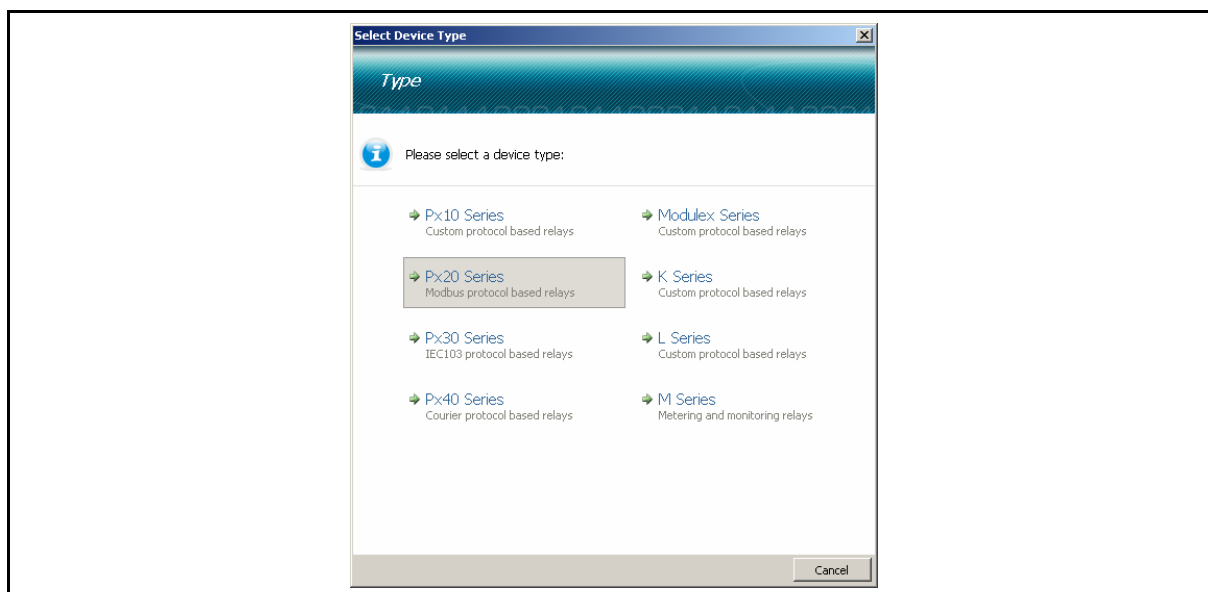 Select Device Type
Type
Please select a device type:
Px10 Series
Custom protocol based relays
Px20 Series
Modbus protocol based relays
Px30 Series
IEC103 protocol based relays
Px40 Series
Courier protocol based relays
Modulex Series
Custom protocol based relays
K Series
Custom protocol based relays
L Series
Custom protocol based relays
M Series
Metering and monitoring relays
Cancel